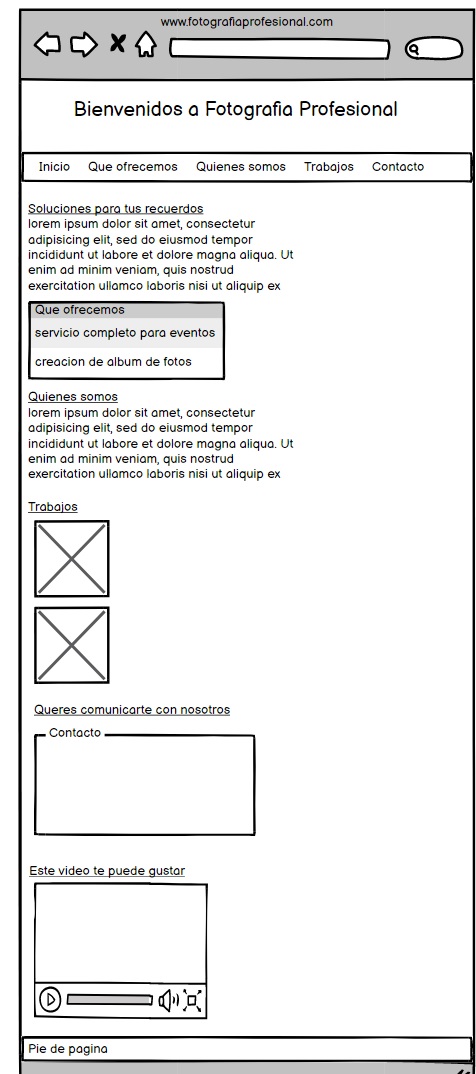 www.fotografiaprofesional.com
Bienvenidos a Fotografia Profesional
Inicio Que ofrecemos Quienes somos Trabajos Contacto
Soluciones para tus recuerdos
lorem ipsum dolor sit amet, consectetur
adipisicing elit, sed do eiusmod tempor
incididunt ut labore et dolore magna aliqua. Ut
enim ad minim veniam, quis nostrud
exercitation ullamco laboris nisi ut aliquip ex
Que ofrecemos
servicio completo para eventos
creacion de album de fotos
Quienes somos
lorem ipsum dolor sit amet, consectetur
adipisicing elit, sed do eiusmod tempor
incididunt ut labore et dolore magna aliqua. Ut
enim ad minim veniam, quis nostrud
exercitation ullamco laboris nisi ut aliquip ex
Trabajos
Queres comunicarte con nosotros
Contacto
Este video te puede gustar
Pie de pagina